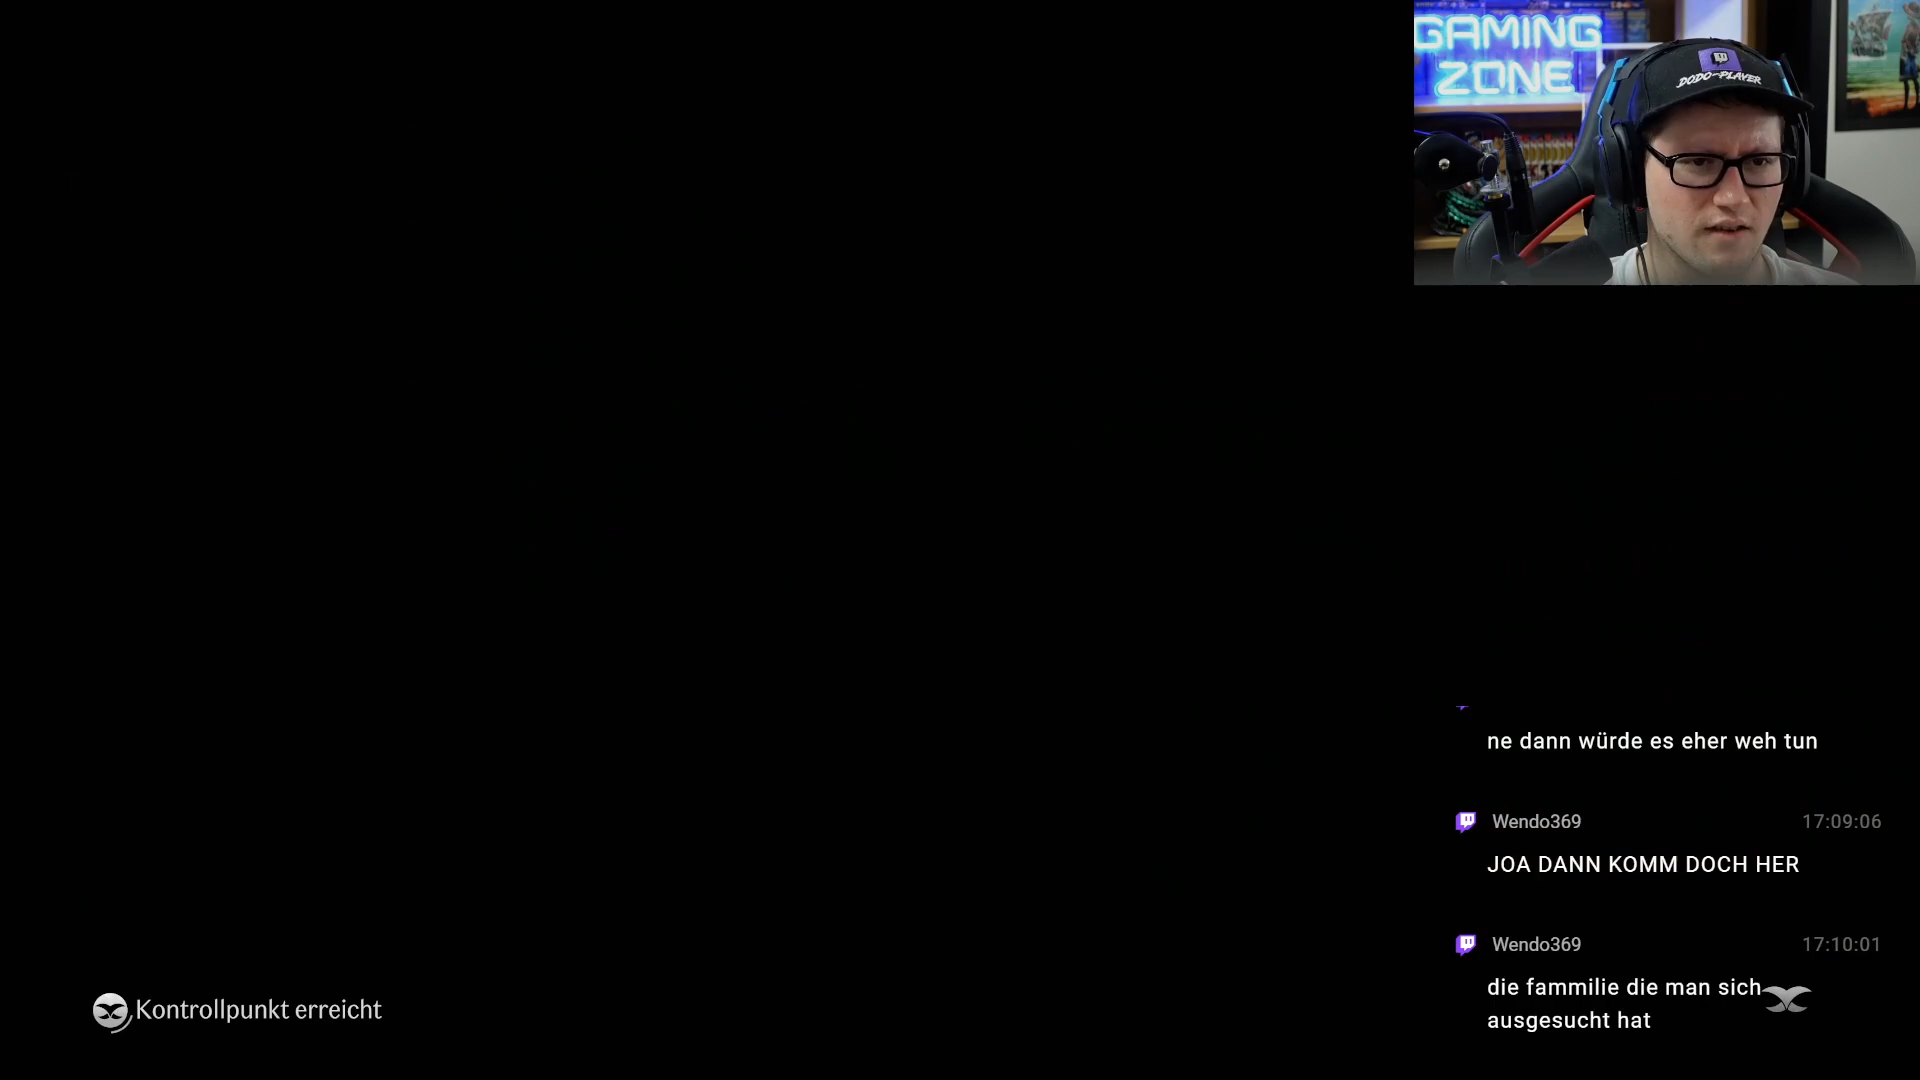 GAMING
ZONE
DODO-PLAYER
ne dann würde es eher weh tun
Wendo369 17:09:06
JOA DANN KOMM DOCH HER
Wendo369 17:10:01
die fammilie die man sich
ausgesucht hat
Kontrollpunkt erreicht